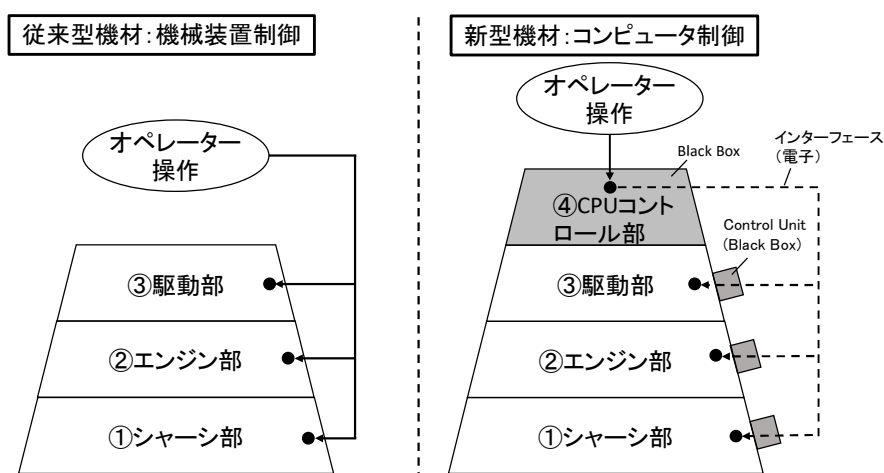 従来型機材:機械装置制御
オペレーター
操作
③駆動部
②エンジン部
①シャーシ部
新型機材:コンピュータ制御
オペレーター
操作
Black Box
インターフェース
(電子)
④CPUコント
ロール部
Control Unit
(Black Box)
③駆動部
②エンジン部
①シャーシ部